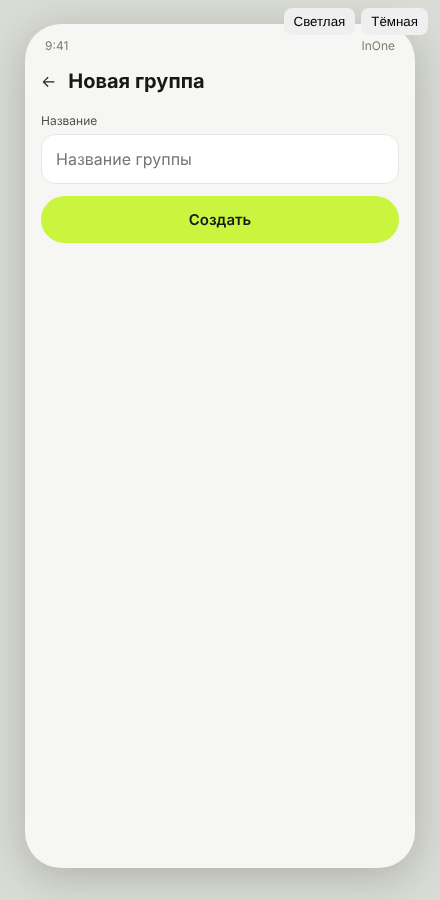 Светлая Тёмная
9:41 InOne
← Новая группа
Название
Название группы
Создать